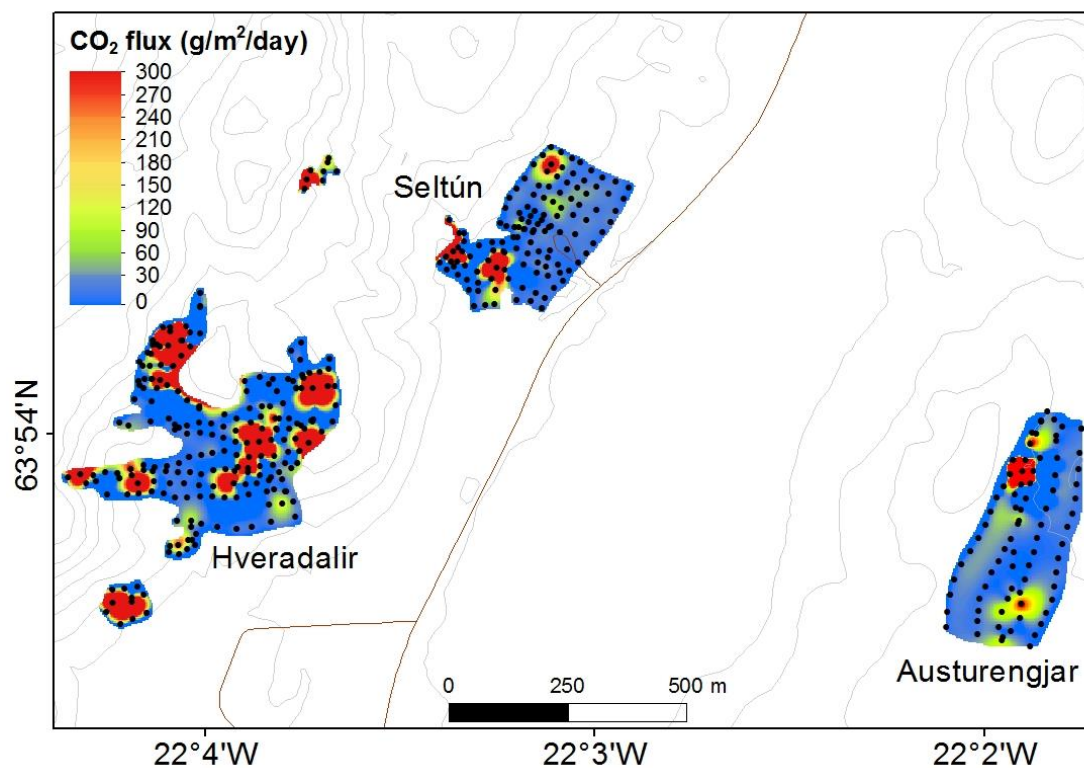 CO₂ flux (g/m²/day)
300
270
240
210
180
150
120
90
60
30
0
Seltún
Hveradalir
Austurengjar
0 250 500 m
63°54'N
22°4'W 22°3'W 22°2'W